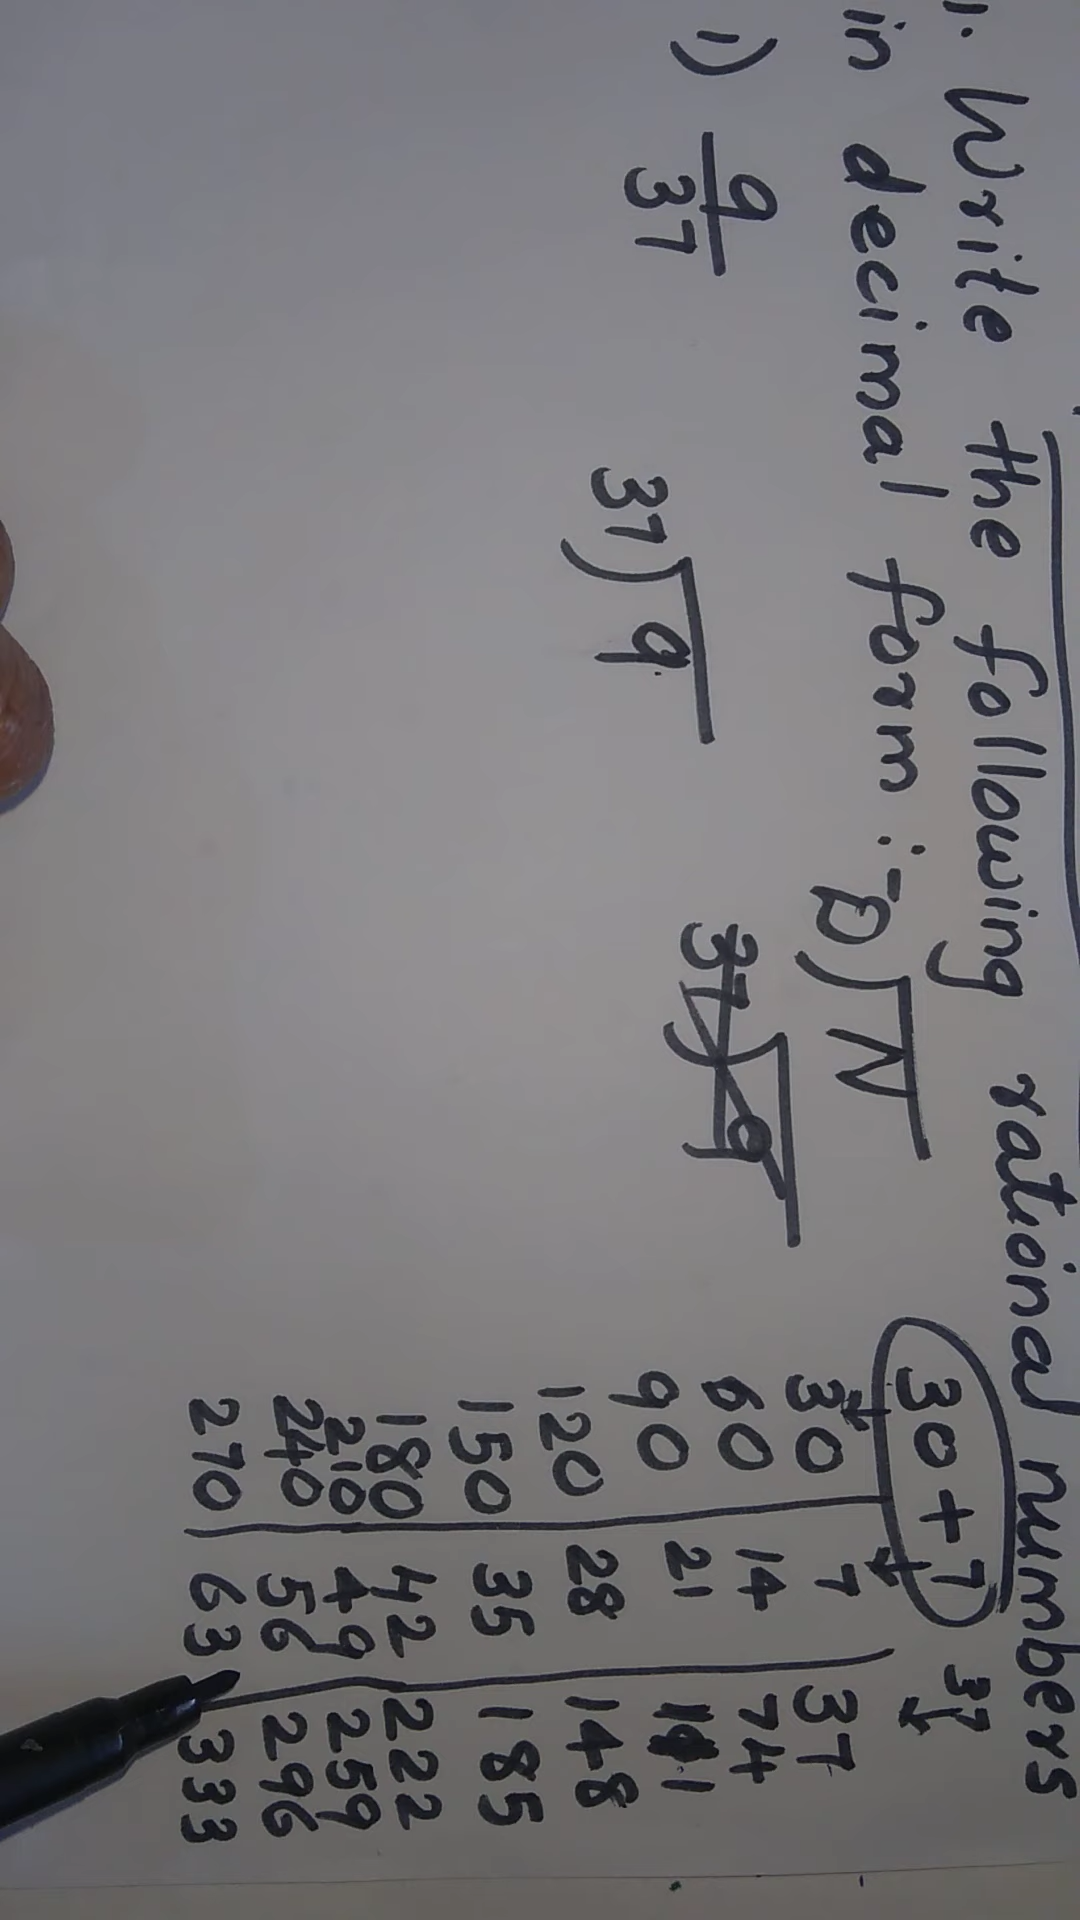 1. Write the following rational numbers
in decimal form :-
D) N
i) 9
37
37) 9.
37) 9
30 + 7 37
30 7 37
60 14 74
90 21
120 28 148
150 35 185
180 42 222
210 49 259
240 56 296
270 63 333